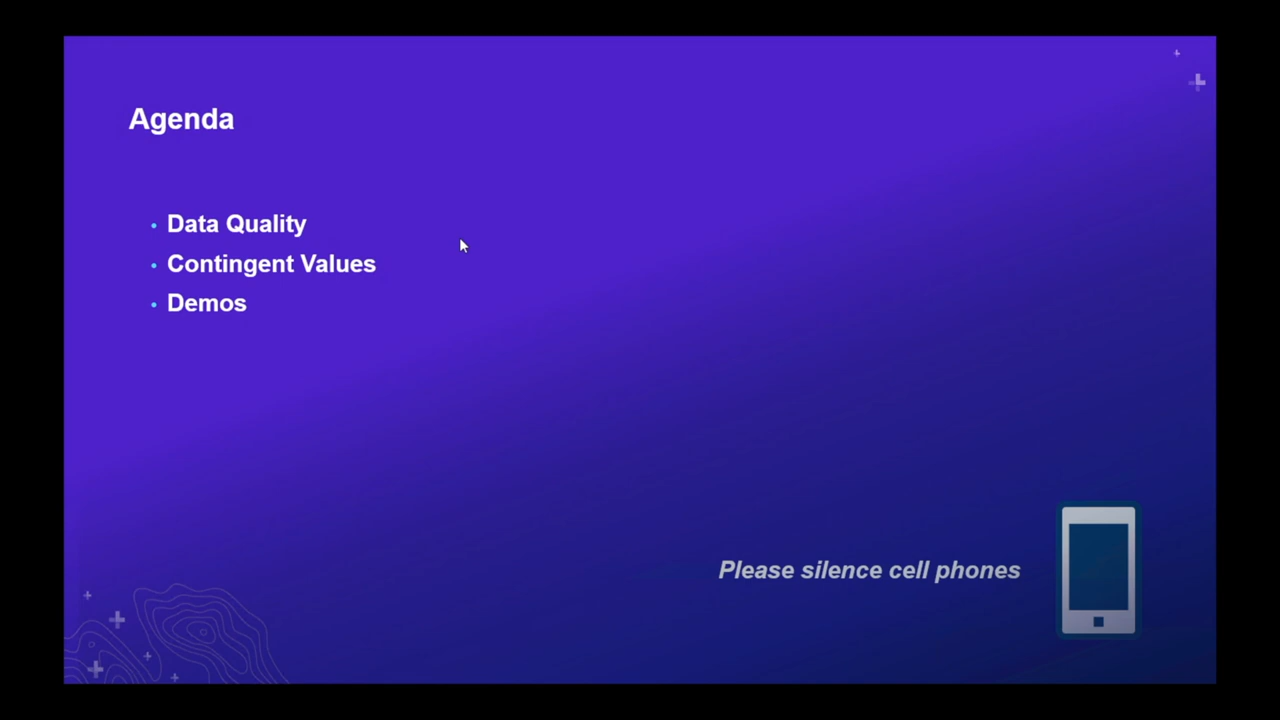 Agenda
• Data Quality
• Contingent Values
• Demos
Please silence cell phones